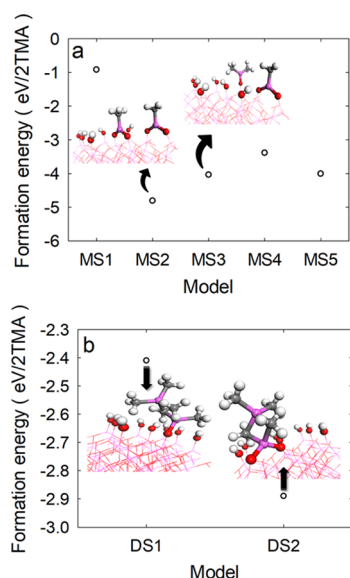 a
Formation energy ( eV/2TMA)
0
-1
-2
-3
-4
-5
-6
MS1 MS2 MS3 MS4 MS5
Model
b
Formation energy ( eV/2TMA)
-2.3
-2.4
-2.5
-2.6
-2.7
-2.8
-2.9
-3.0
DS1 DS2
Model